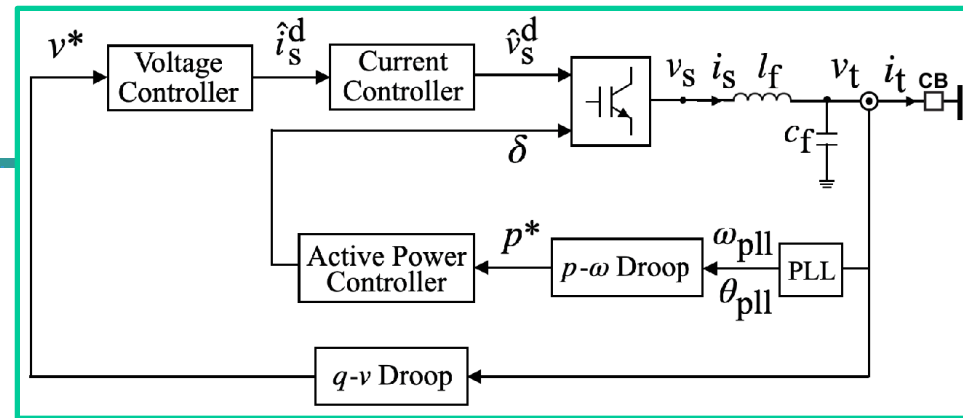 v*
Voltage
Controller
î_s^d
Current
Controller
v̂_s^d
δ
v_s
i_s
l_f
v_t
i_t
CB
c_f
Active Power
Controller
p*
p-ω Droop
ω_pll
θ_pll
PLL
q-v Droop